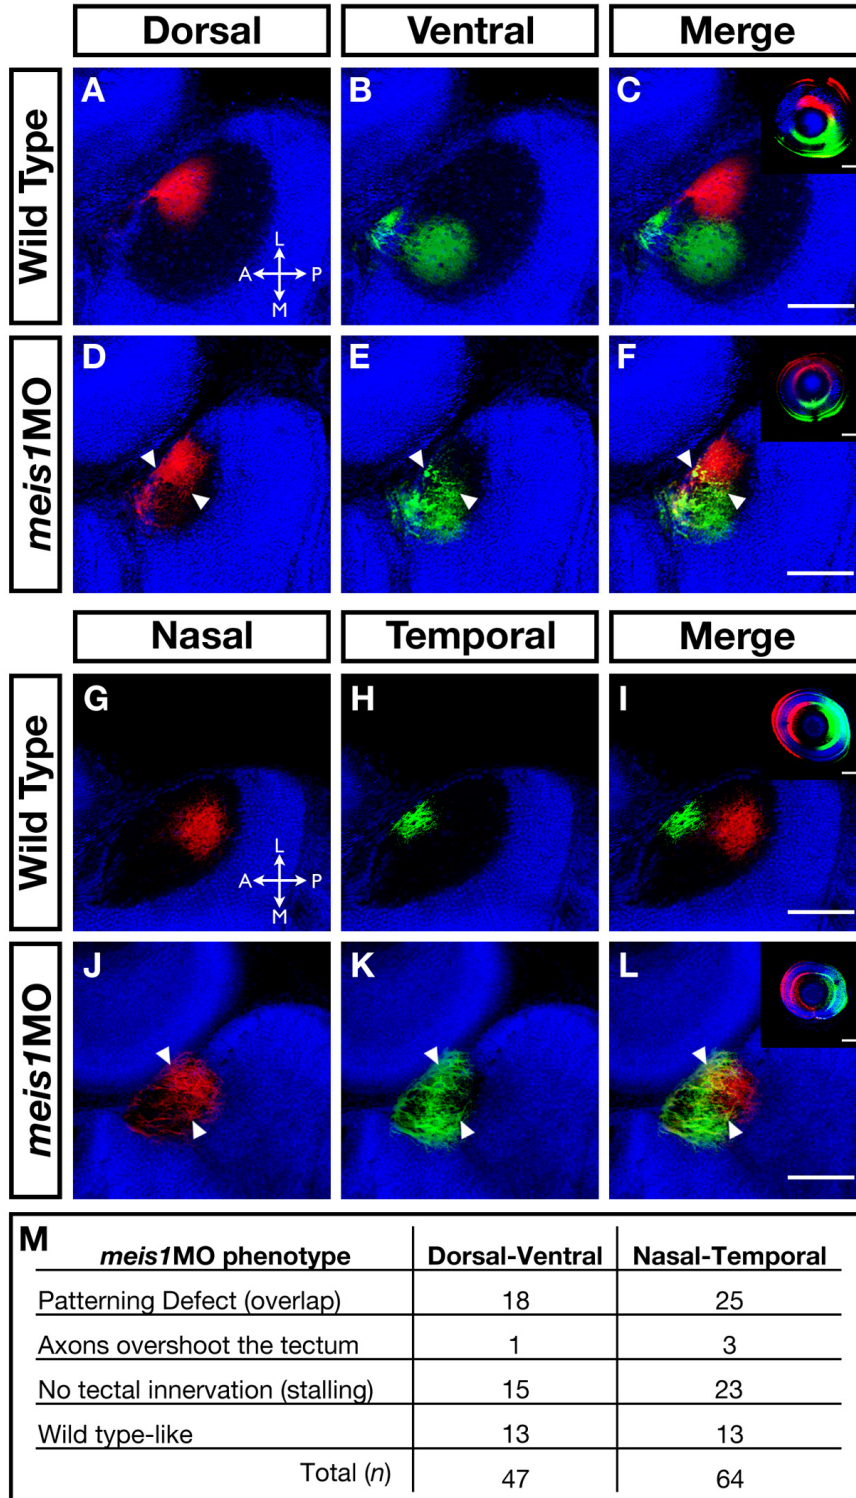 Dorsal Ventral Merge
Wild Type
A B C
L
A P
M
meis1MO
D E F
Nasal Temporal Merge
Wild Type
G H I
L
A P
M
meis1MO
J K L
M
meis1MO phenotype Dorsal-Ventral Nasal-Temporal
Patterning Defect (overlap) 18 25
Axons overshoot the tectum 1 3
No tectal innervation (stalling) 15 23
Wild type-like 13 13
Total (n) 47 64